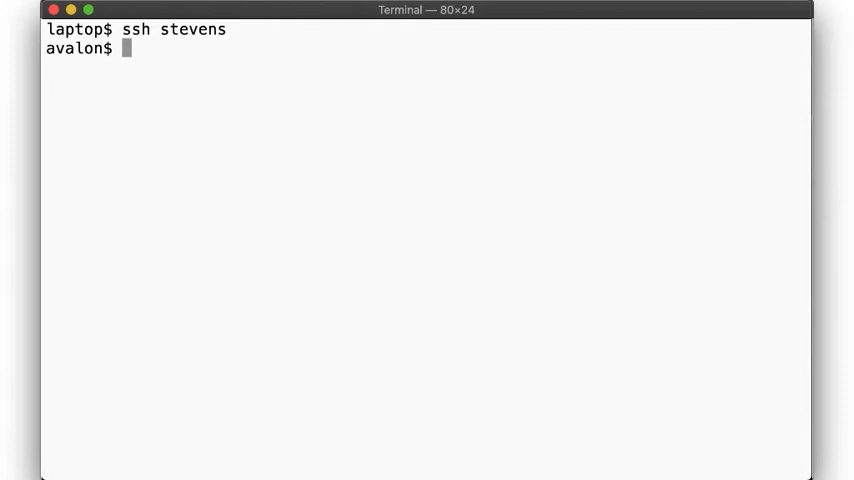 Terminal — 80×24
laptop$ ssh stevens
avalon$